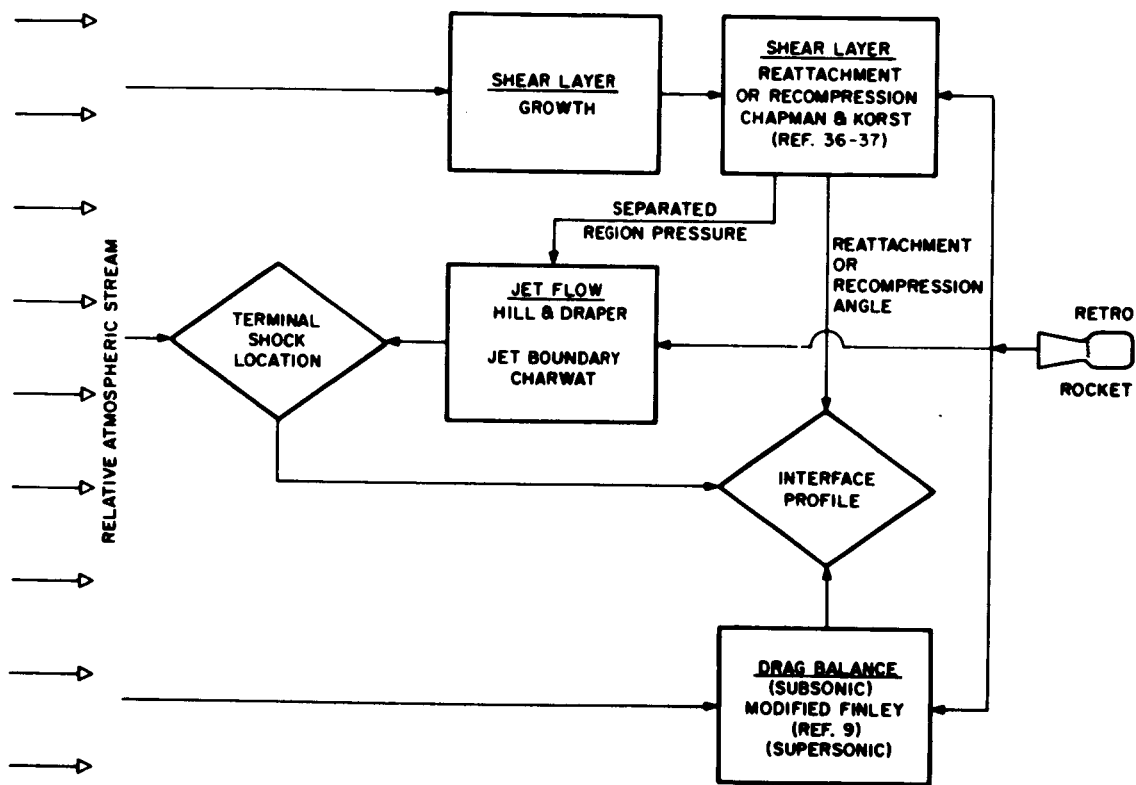 SHEAR LAYER
GROWTH
SHEAR LAYER
REATTACHMENT
OR RECOMPRESSION
CHAPMAN & KORST
(REF. 36-37)
SEPARATED
REGION PRESSURE
REATTACHMENT
OR
RECOMPRESSION
ANGLE
RELATIVE ATMOSPHERIC STREAM
TERMINAL
SHOCK
LOCATION
JET FLOW
HILL & DRAPER
JET BOUNDARY
CHARWAT
RETRO
ROCKET
INTERFACE
PROFILE
DRAG BALANCE
(SUBSONIC)
MODIFIED FINLEY
(REF. 9)
(SUPERSONIC)